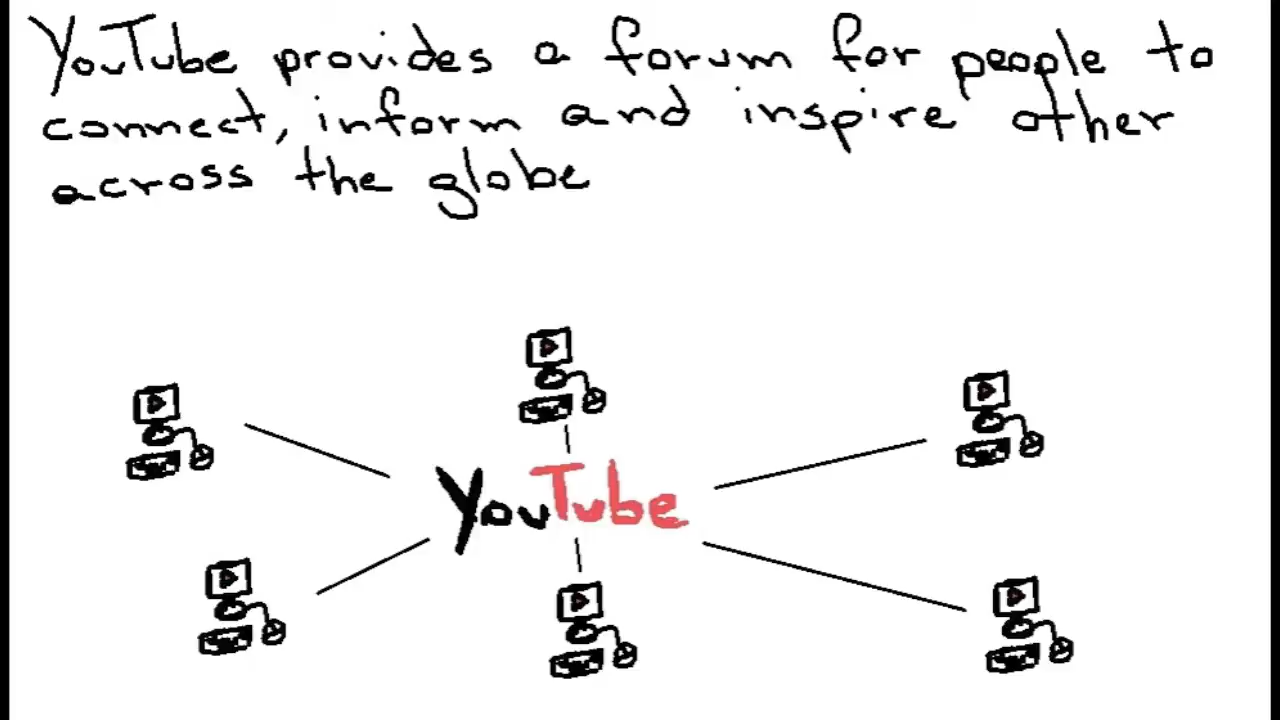 YouTube provides a forum for people to
connect, inform and inspire other
across the globe
YouTube